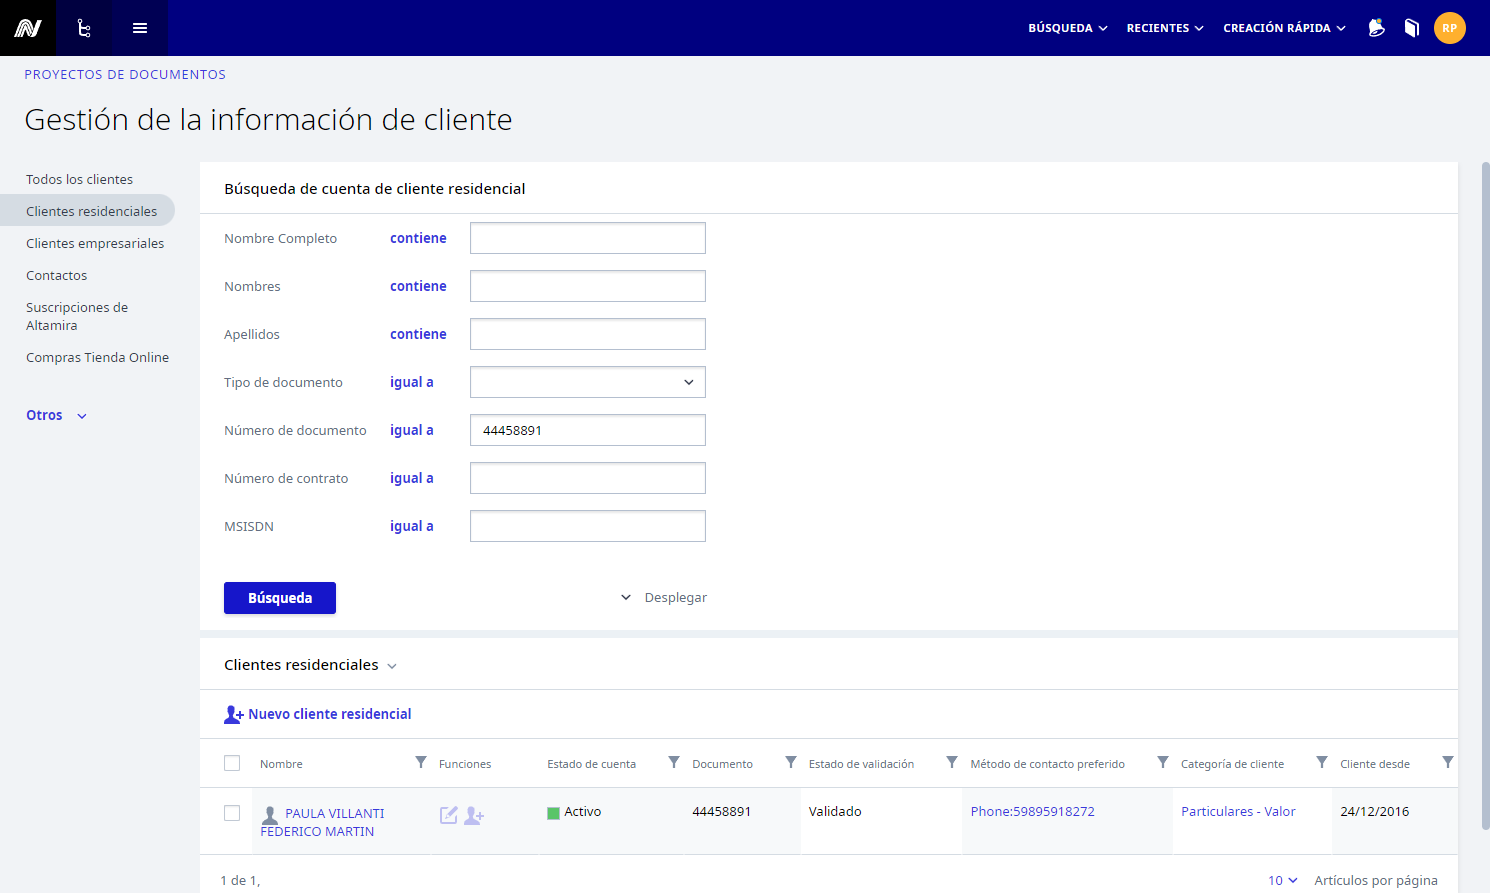 BÚSQUEDA RECIENTES CREACIÓN RÁPIDA RP
PROYECTOS DE DOCUMENTOS
Gestión de la información de cliente
Todos los clientes
Clientes residenciales
Clientes empresariales
Contactos
Suscripciones de
Altamira
Compras Tienda Online
Otros
Búsqueda de cuenta de cliente residencial
Nombre Completo contiene
Nombres contiene
Apellidos contiene
Tipo de documento igual a
Número de documento igual a 44458891
Número de contrato igual a
MSISDN igual a
Búsqueda Desplegar
Clientes residenciales
Nuevo cliente residencial
Nombre Funciones Estado de cuenta Documento Estado de validación Método de contacto preferido Categoría de cliente Cliente desde
PAULA VILLANTI Activo 44458891 Validado Phone:59895918272 Particulares - Valor 24/12/2016
FEDERICO MARTIN
1 de 1, 10 Artículos por página